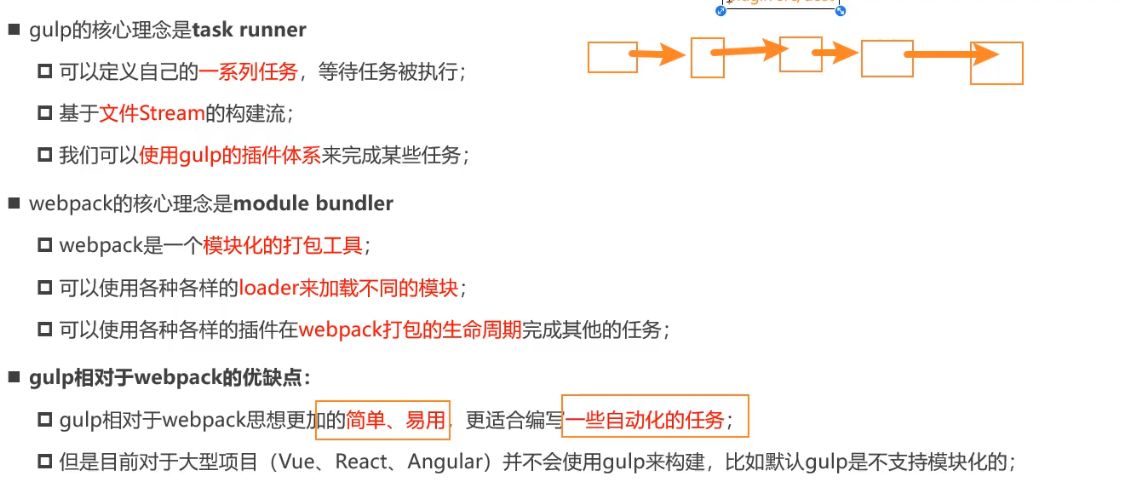 gulp的核心理念是task runner
可以定义自己的一系列任务，等待任务被执行；
基于文件Stream的构建流；
我们可以使用gulp的插件体系来完成某些任务；
webpack的核心理念是module bundler
webpack是一个模块化的打包工具；
可以使用各种各样的loader来加载不同的模块；
可以使用各种各样的插件在webpack打包的生命周期完成其他的任务；
gulp相对于webpack的优缺点：
gulp相对于webpack思想更加的简单、易用，更适合编写一些自动化的任务；
但是目前对于大型项目（Vue、React、Angular）并不会使用gulp来构建，比如默认gulp是不支持模块化的；